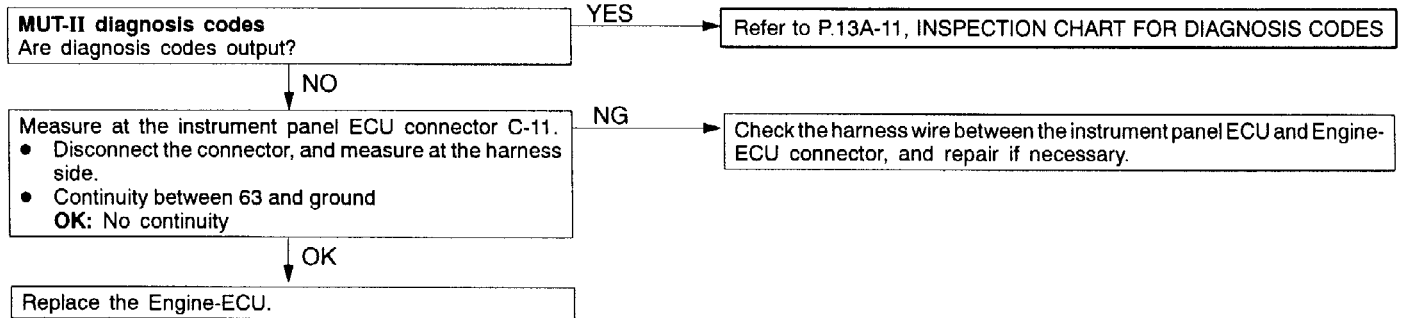 MUT-II diagnosis codes
Are diagnosis codes output?
YES
Refer to P.13A-11, INSPECTION CHART FOR DIAGNOSIS CODES
NO
Measure at the instrument panel ECU connector C-11.
● Disconnect the connector, and measure at the harness
side.
● Continuity between 63 and ground
OK: No continuity
NG
Check the harness wire between the instrument panel ECU and Engine-
ECU connector, and repair if necessary.
OK
Replace the Engine-ECU.